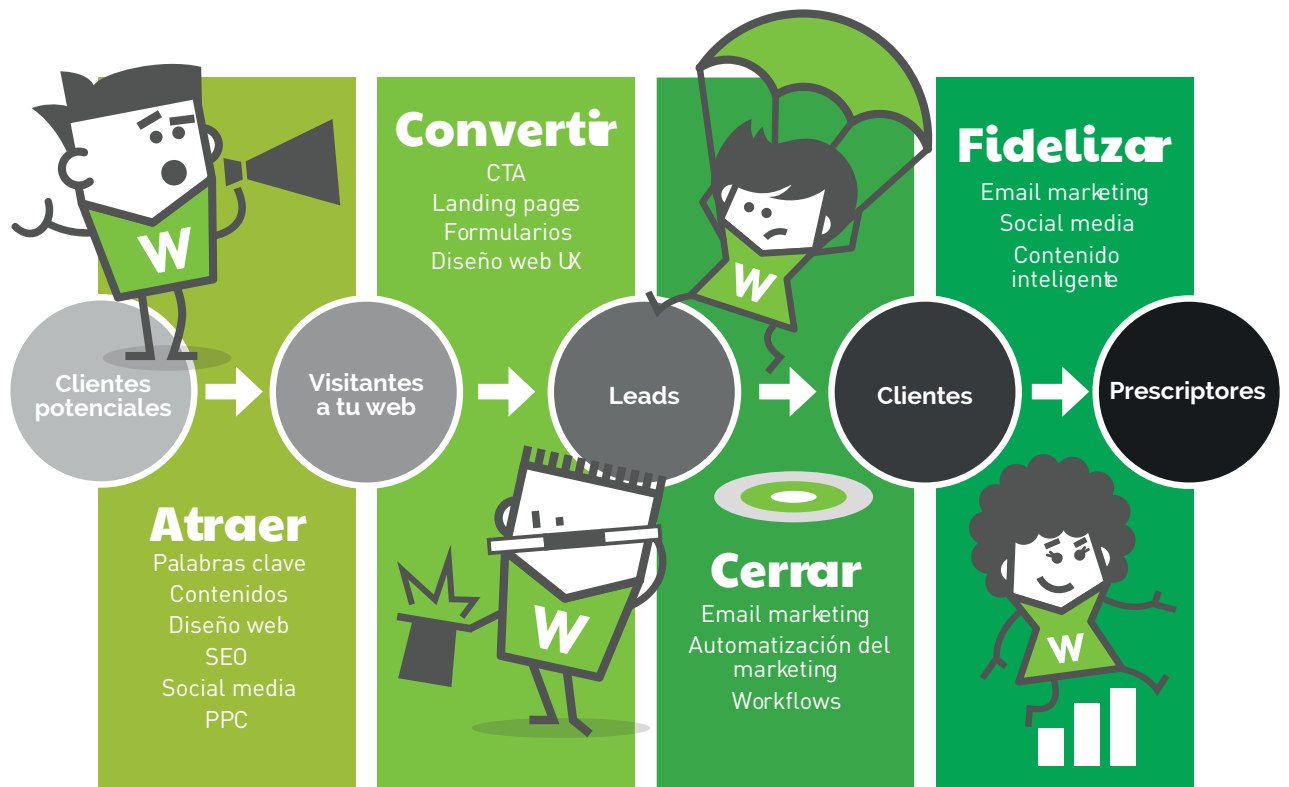 Convertir
CTA
Landing pages
Formularios
Diseño web UX
Fidelizar
Email marketing
Social media
Contenido
inteligente
W
W
Clientes
potenciales
Visitantes
a tu web
Leads
Clientes
Prescriptores
Atraer
Palabras clave
Contenidos
Diseño web
SEO
Social media
PPC
W
Cerrar
Email marketing
Automatización del
marketing
Workflows
W